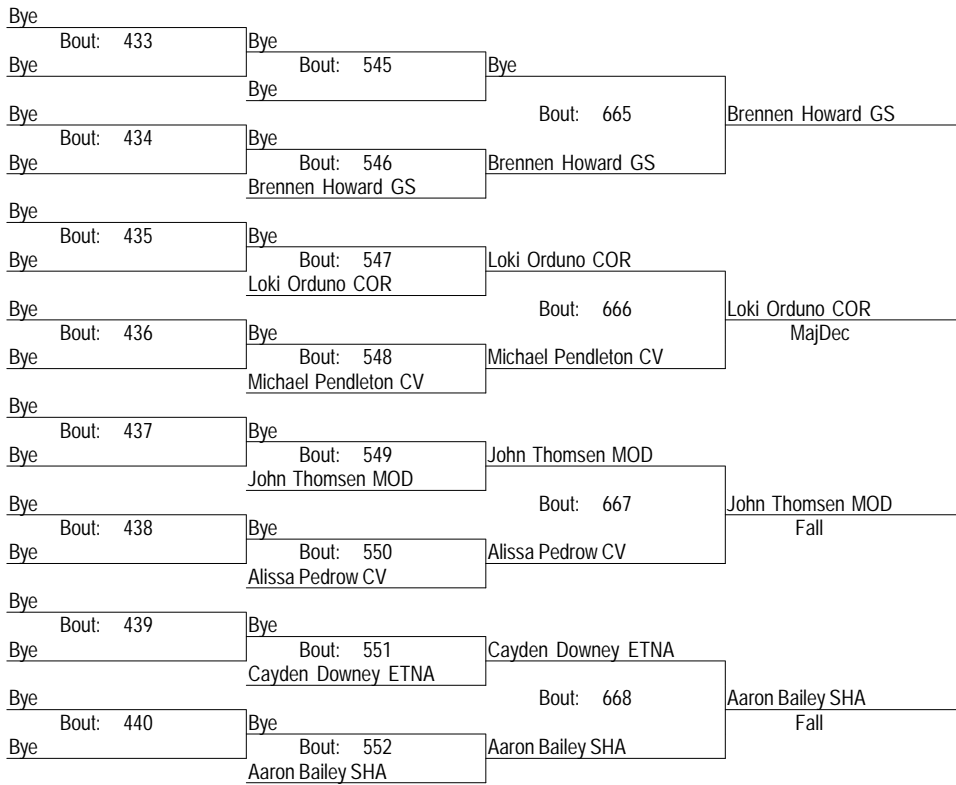 Bye
Bout: 433 Bye
Bye Bout: 545 Bye
Bye
Bye Bout: 665 Brennen Howard GS
Bout: 434 Bye
Bye Bout: 546 Brennen Howard GS
Brennen Howard GS
Bye
Bout: 435 Bye
Bye Bout: 547 Loki Orduno COR
Loki Orduno COR
Bye Bout: 666 Loki Orduno COR
Bout: 436 Bye MajDec
Bye Bout: 548 Michael Pendleton CV
Michael Pendleton CV
Bye
Bout: 437 Bye
Bye Bout: 549 John Thomsen MOD
John Thomsen MOD
Bye Bout: 667 John Thomsen MOD
Bout: 438 Bye Fall
Bye Bout: 550 Alissa Pedrow CV
Alissa Pedrow CV
Bye
Bout: 439 Bye
Bye Bout: 551 Cayden Downey ETNA
Cayden Downey ETNA
Bye Bout: 668 Aaron Bailey SHA
Bout: 440 Bye Fall
Bye Bout: 552 Aaron Bailey SHA
Aaron Bailey SHA